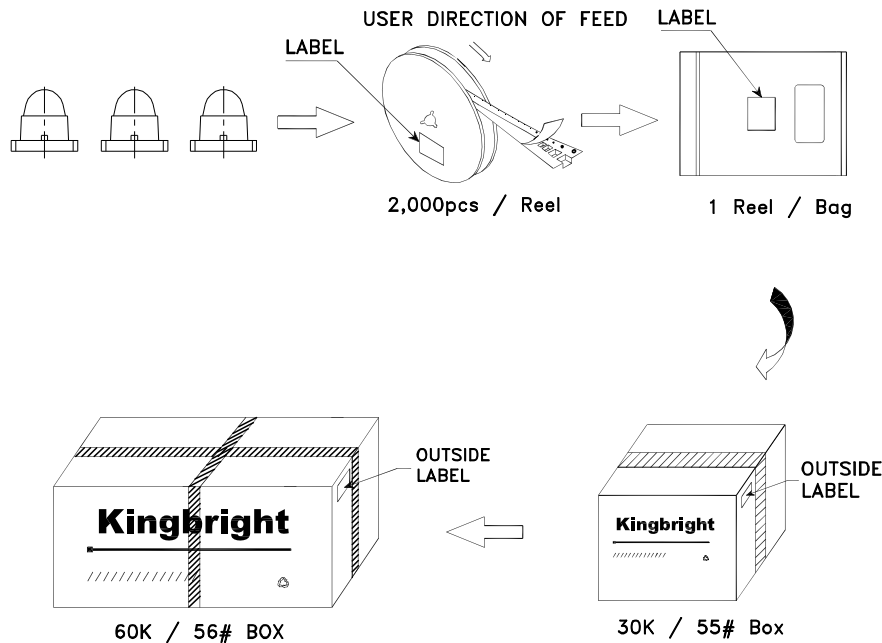 USER DIRECTION OF FEED
LABEL
LABEL
2,000pcs / Reel
1 Reel / Bag
OUTSIDE
LABEL
OUTSIDE
LABEL
Kingbright
Kingbright
60K / 56# BOX
30K / 55# Box